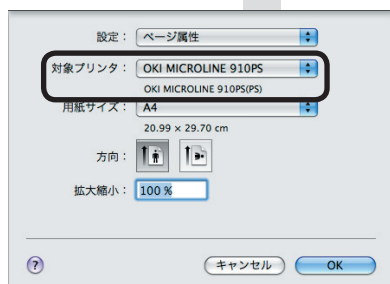 設定： ページ属性
対象プリンタ： OKI MICROLINE 910PS
OKI MICROLINE 910PS(PS)
用紙サイズ： A4
20.99 × 29.70 cm
方向：
拡大縮小： 100 %
? キャンセル OK